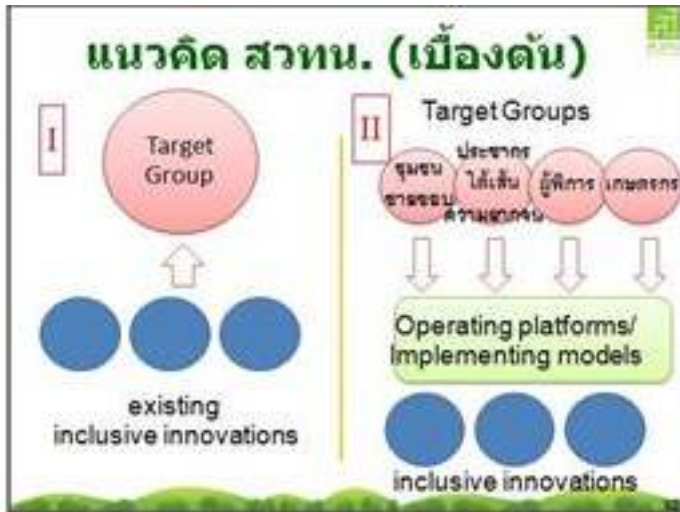 แนวคิด สวทน. (เบื้องต้น)
I
Target
Group
existing
inclusive innovations
II
Target Groups
ชุมชน
ชายขอบ
ประชากร
ใต้เส้น
ความยากจน
ผู้พิการ
เกษตรกร
Operating platforms/
Implementing models
inclusive innovations